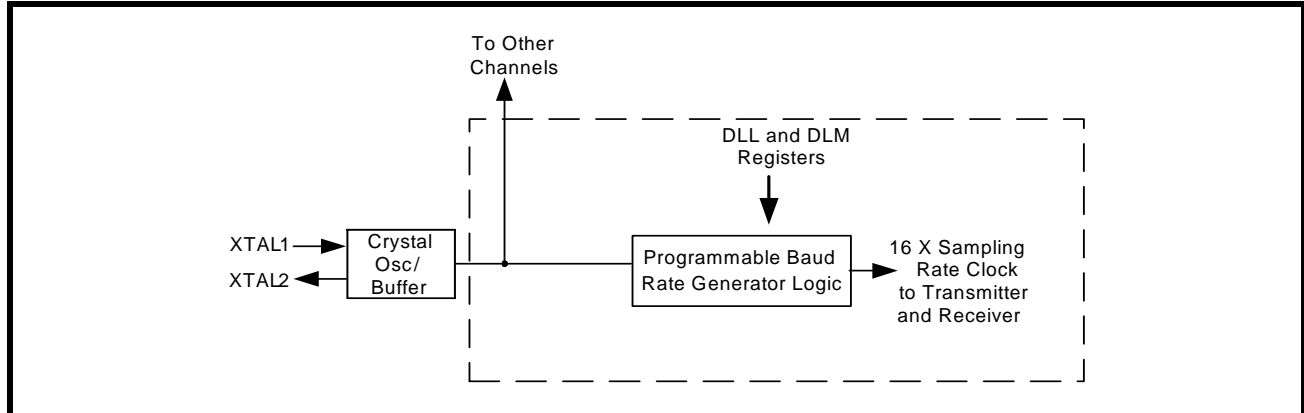 To Other
Channels
DLL and DLM
Registers
XTAL1
XTAL2
Crystal
Osc/
Buffer
Programmable Baud
Rate Generator Logic
16 X Sampling
Rate Clock
to Transmitter
and Receiver